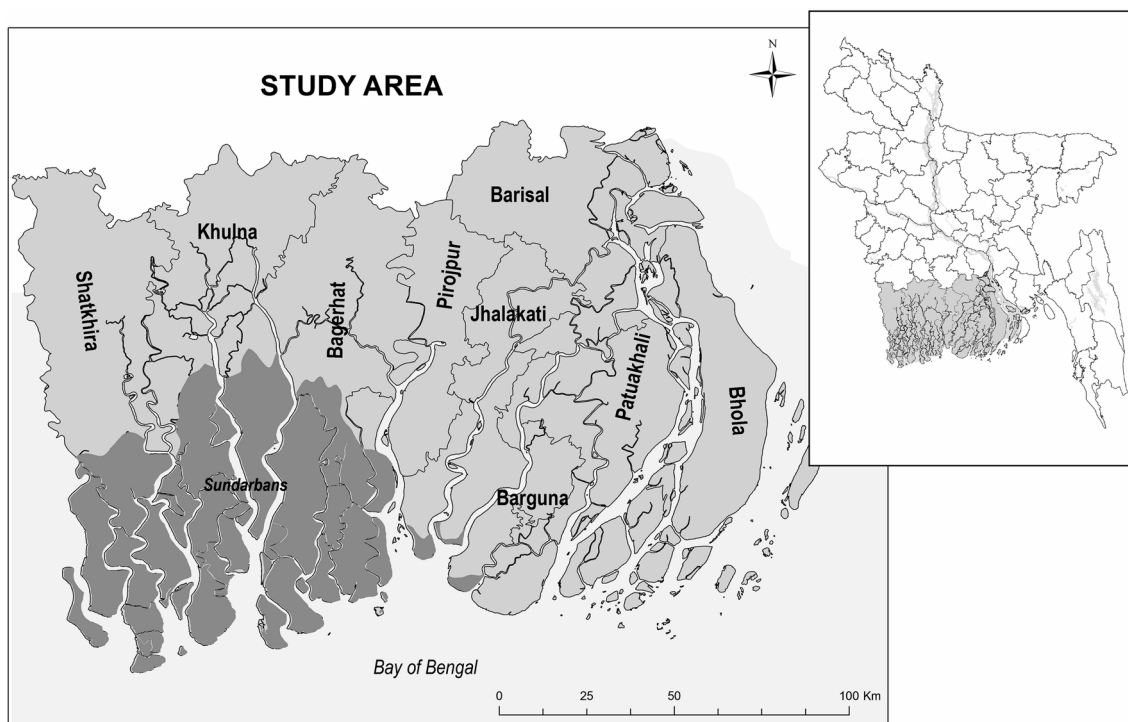 STUDY AREA
N
Barisal
Khulna
Pirojpur
Shatkhira
Bagerhat
Jhalakati
Patuakhali
Bhola
Sundarbans
Barguna
Bay of Bengal
0 25 50 100 Km